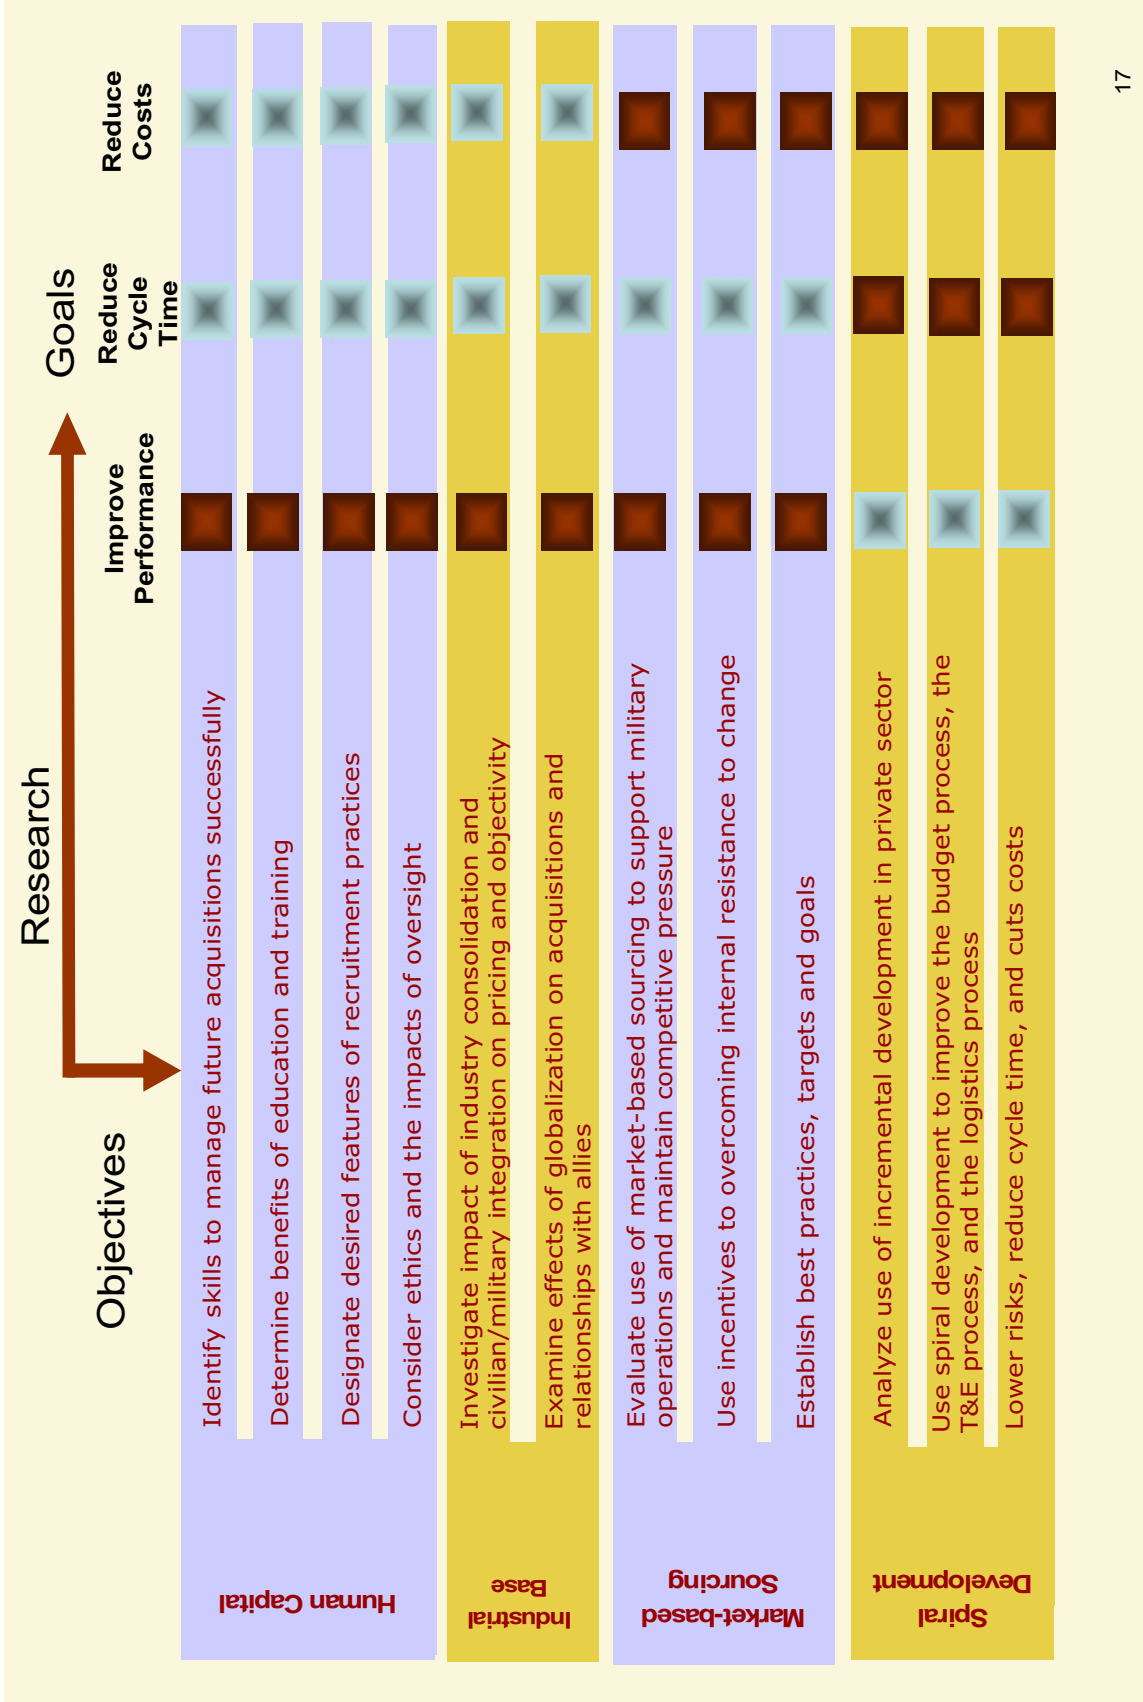 Research
Objectives
Goals
Improve
Performance
Reduce
Cycle
Time
Reduce
Costs
Human Capital
Identify skills to manage future acquisitions successfully
Determine benefits of education and training
Designate desired features of recruitment practices
Consider ethics and the impacts of oversight
Industrial
Base
Investigate impact of industry consolidation and
civilian/military integration on pricing and objectivity
Examine effects of globalization on acquisitions and
relationships with allies
Market-based
Sourcing
Evaluate use of market-based sourcing to support military
operations and maintain competitive pressure
Use incentives to overcoming internal resistance to change
Establish best practices, targets and goals
Spiral
Development
Analyze use of incremental development in private sector
Use spiral development to improve the budget process, the
T&E process, and the logistics process
Lower risks, reduce cycle time, and cuts costs
17